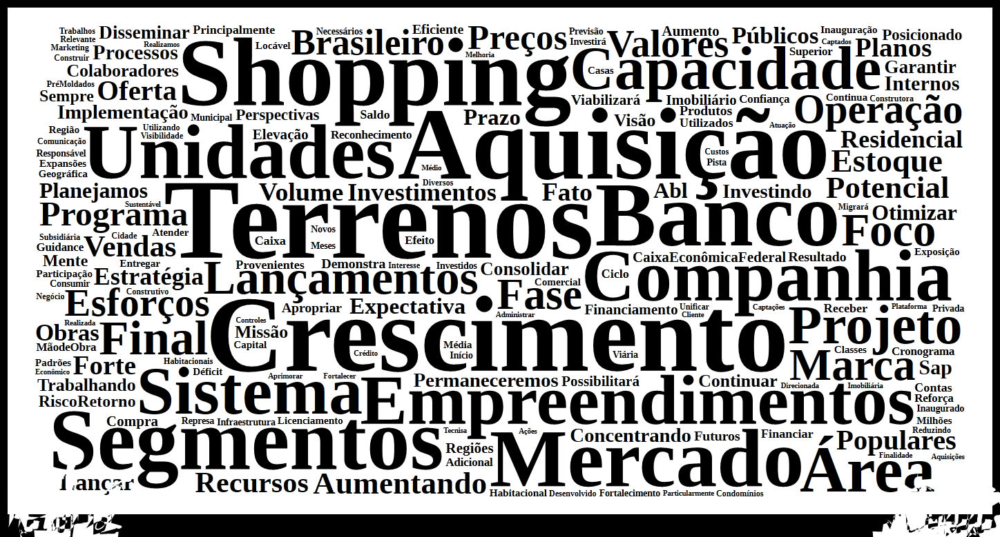 Trabalhos Disseminar Principalmente Brasileiro Necessários Eficiente Preços Previsão Valores Aumento Públicos Inauguração Posicionado
Relevante Realizamos Locável Melhoria Investirá Captados
Marketing Processos Shopping Capacidade Casas Superior Planos
Construir
Colaboradores Garantir
PréMoldados Oferta Internos
Sempre Viabilizará Imobiliário Confiança Operação Continua Construtora
Implementação Municipal Perspectivas Saldo Prazo Visão Produtos
Utilizados Atuação
Região Unidades Utilizando Elevação Reconhecimento Aquisição Residencial
Comunicação Visibilidade
Responsável Custos Estoque
Expansões Médio Pista
Geográfica Diversos
Planejamos Volume Investimentos Fato Abl Investindo Potencial
Programa Sustentável Terrenos Banco Migrará Otimizar
Subsidiária Cidade Atender Caixa Novos Efeito Foco
Guidance Vendas Meses
Mente Entregar Provenientes Demonstra Interesse Investidos Consolidar CaixaEconômicaFederal Resultado Exposição
Participação Estratégia Lançamentos Ciclo Companhia
Consumir Comercial
Negócio Construtivo Fase
Esforços Apropriar Expectativa Administrar Financiamento Unificar Captações Receber Plataforma Privada
Cliente
Realizada Controles Crescimento Projeto
Obras Final Missão
MãodeObra Capital Crédito Média Classes Cronograma
Início Viária
Padrões Forte Habitacionais Marca Sap
Econômico Déficit
Trabalhando Sistema Aprimorar Fortalecer Permaneceremos Possibilitará Continuar Direcionada Imobiliária Contas
RiscoRetorno Empreendimentos Reforça
Inaugurado
Segmentos Compra Represa Infraestrutura Licenciamento Milhões
Tecnisa Ações Concentrando Futuros Financiar Reduzindo
Regiões Mercado Populares
Adicional Área Finalidade Aquisições
Recursos Aumentando
Habitacional Desenvolvido Fortalecimento Particularmente Condomínios